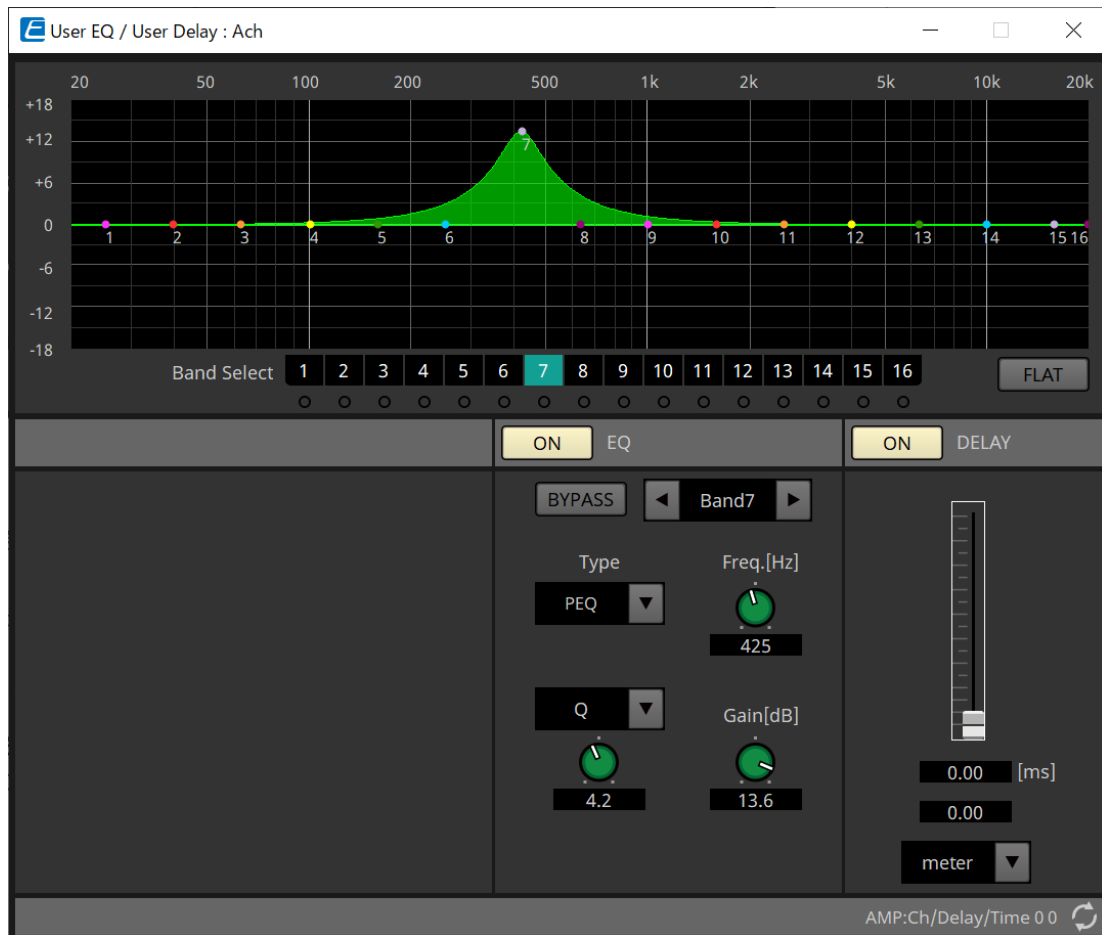 User EQ / User Delay : Ach
20 50 100 200 500 1k 2k 5k 10k 20k
+18
+12
7
+6
0
1 2 3 4 5 6 8 9 10 11 12 13 14 15 16
-6
-12
-18
Band Select 1 2 3 4 5 6 7 8 9 10 11 12 13 14 15 16 FLAT
ON EQ ON DELAY
BYPASS Band7
Type Freq.[Hz]
PEQ
425
Q Gain[dB]
4.2 13.6
0.00 [ms]
0.00
meter
AMP:Ch/Delay/Time 0 0